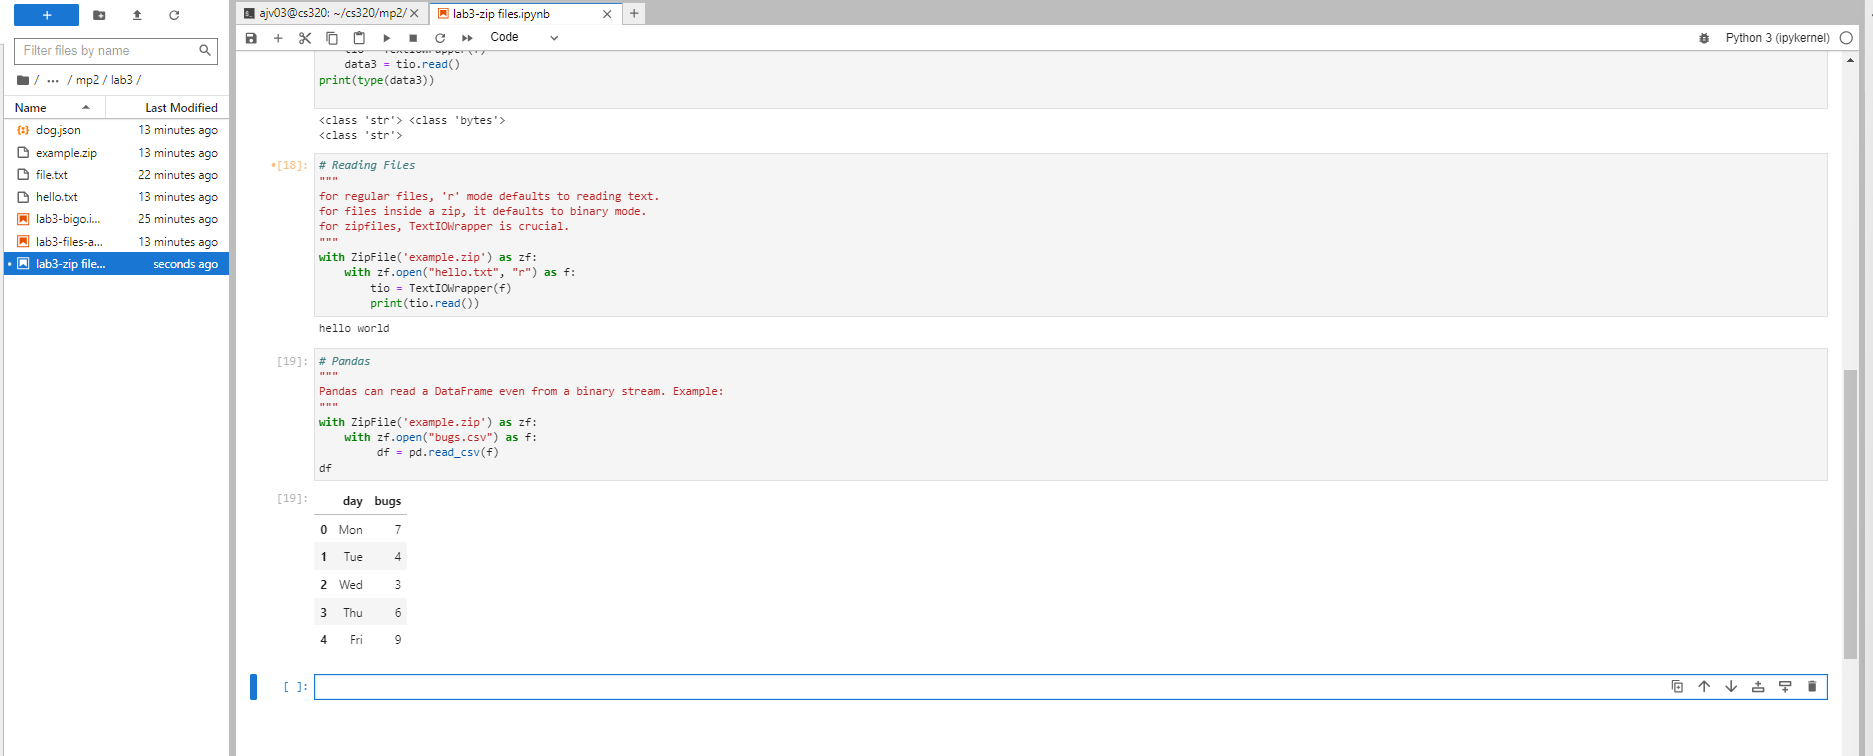 ajv03@cs320: ~/cs320/mp2/
lab3-zip files.ipynb
Code
Python 3 (ipykernel)
Filter files by name
/ ... / mp2 / lab3 /
Name Last Modified
dog.json 13 minutes ago
example.zip 13 minutes ago
file.txt 22 minutes ago
hello.txt 13 minutes ago
lab3-bigo.i... 25 minutes ago
lab3-files-a... 13 minutes ago
lab3-zip file... seconds ago
tio = TextIOWrapper(f)
data3 = tio.read()
print(type(data3))
<class 'str'> <class 'bytes'>
<class 'str'>
[18]:
# Reading Files
"""
for regular files, 'r' mode defaults to reading text.
for files inside a zip, it defaults to binary mode.
for zipfiles, TextIOWrapper is crucial.
"""
with ZipFile('example.zip') as zf:
with zf.open("hello.txt", "r") as f:
tio = TextIOWrapper(f)
print(tio.read())
hello world
[19]:
# Pandas
"""
Pandas can read a DataFrame even from a binary stream. Example:
"""
with ZipFile('example.zip') as zf:
with zf.open("bugs.csv") as f:
df = pd.read_csv(f)
df
[19]:
day bugs
0 Mon 7
1 Tue 4
2 Wed 3
3 Thu 6
4 Fri 9
[ ]: